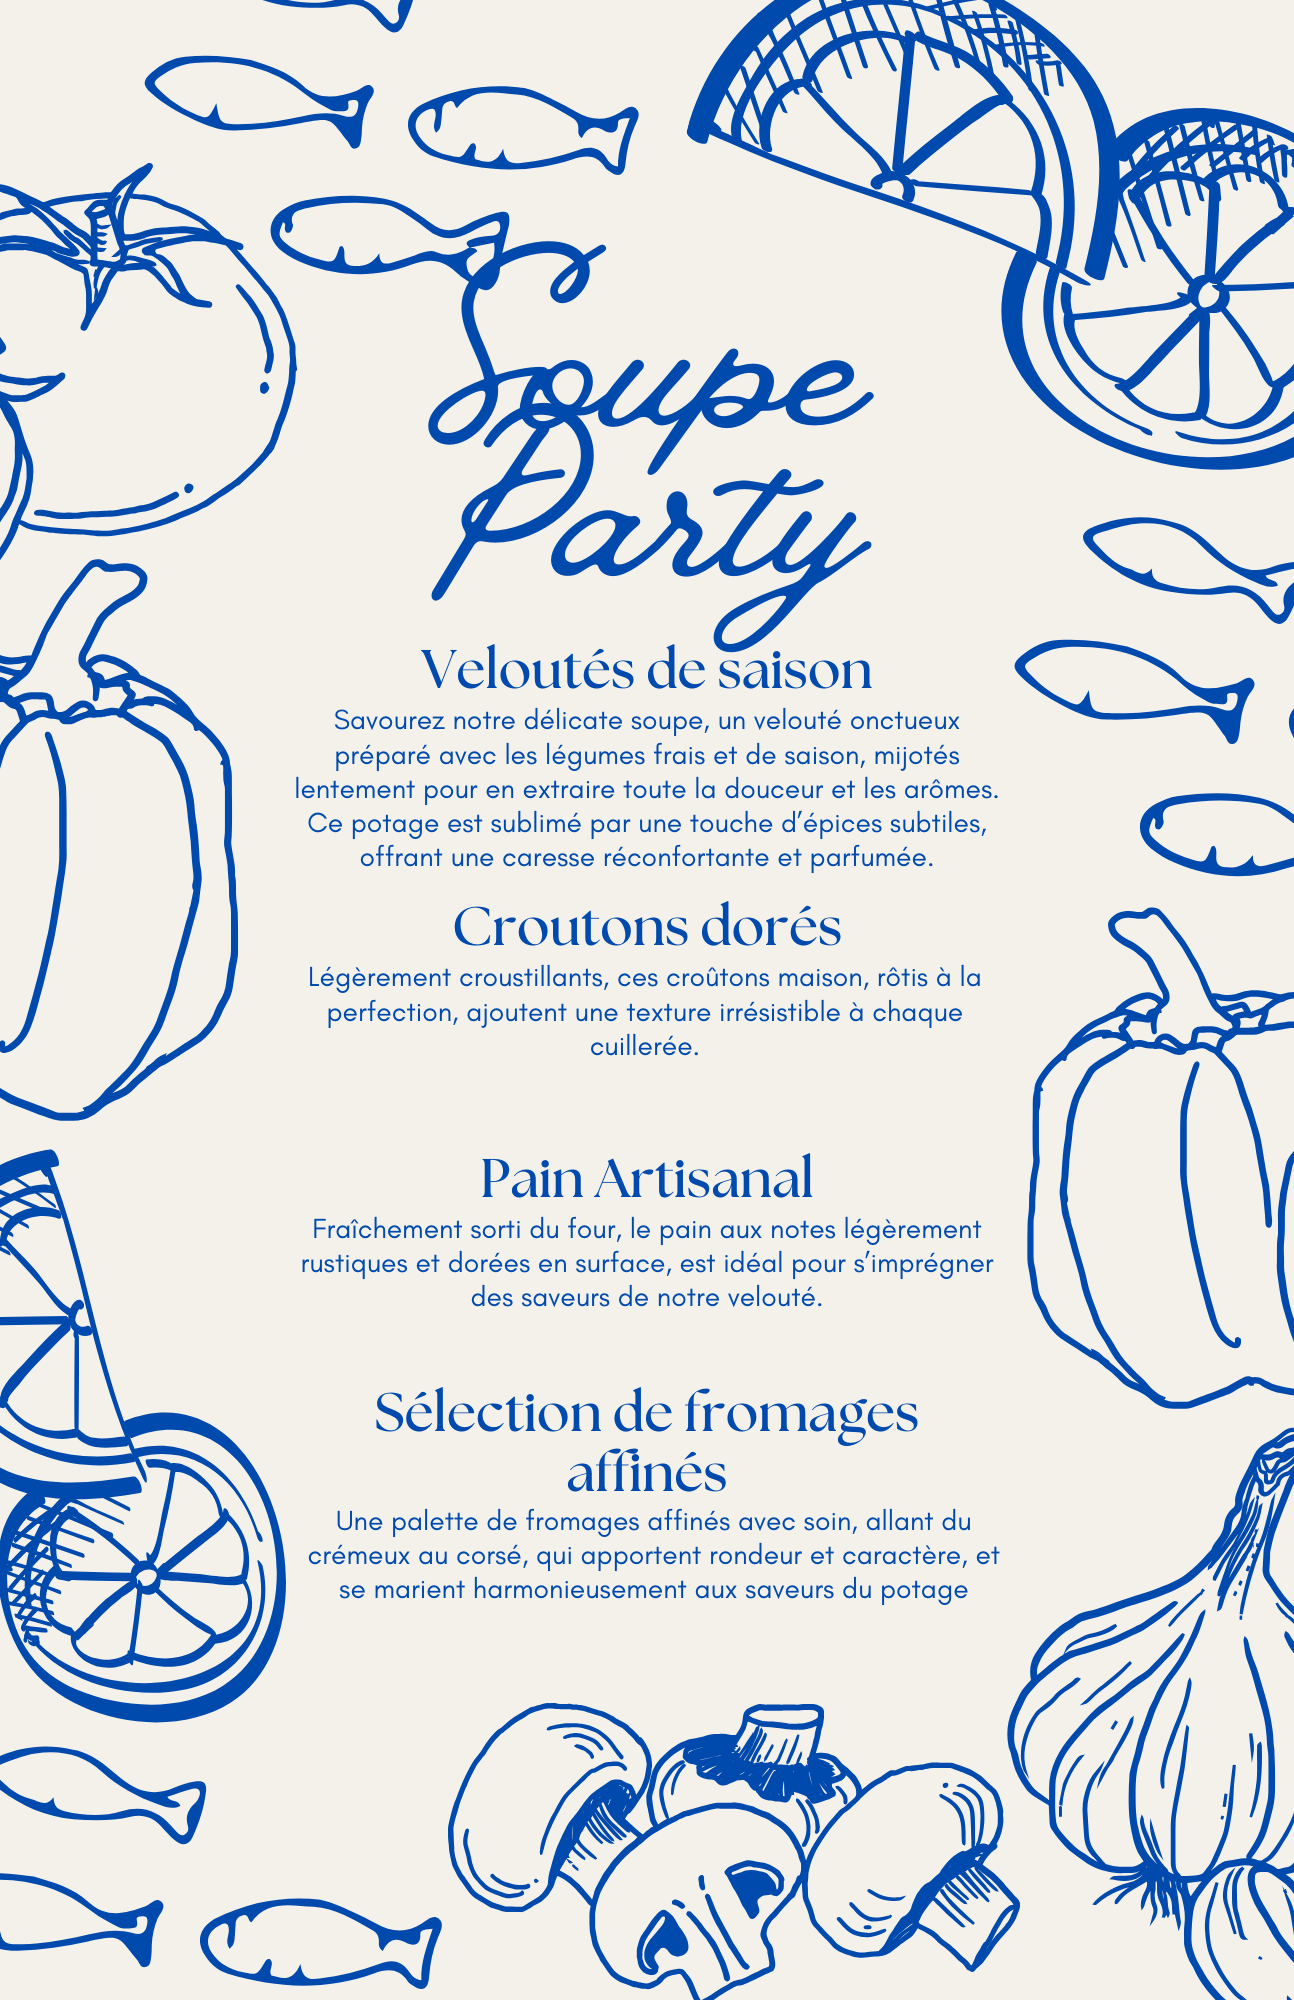 Soupe
Party
Veloutés de saison
Savourez notre délicate soupe, un velouté onctueux
préparé avec les légumes frais et de saison, mijotés
lentement pour en extraire toute la douceur et les arômes.
Ce potage est sublimé par une touche d’épices subtiles,
offrant une caresse réconfortante et parfumée.
Croutons dorés
Légèrement croustillants, ces croûtons maison, rôtis à la
perfection, ajoutent une texture irrésistible à chaque
cuillerée.
Pain Artisanal
Fraîchement sorti du four, le pain aux notes légèrement
rustiques et dorées en surface, est idéal pour s’imprégner
des saveurs de notre velouté.
Sélection de fromages
affinés
Une palette de fromages affinés avec soin, allant du
crémeux au corsé, qui apportent rondeur et caractère, et
se marient harmonieusement aux saveurs du potage